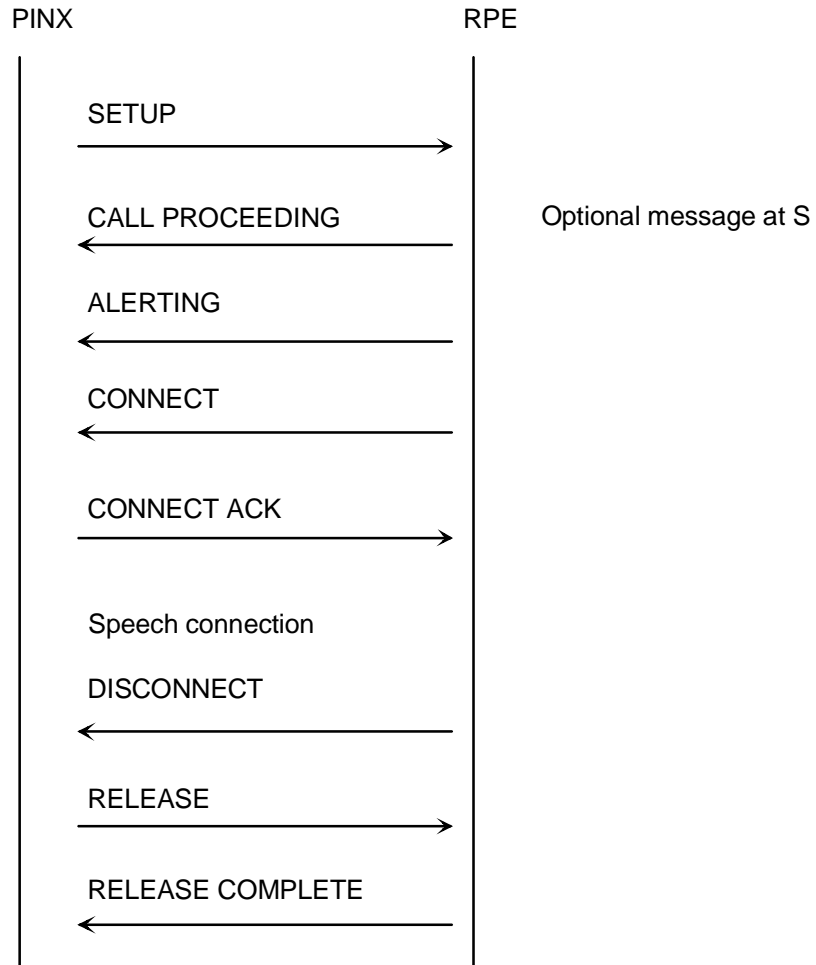 PINX RPE
SETUP
CALL PROCEEDING Optional message at S
ALERTING
CONNECT
CONNECT ACK
Speech connection
DISCONNECT
RELEASE
RELEASE COMPLETE